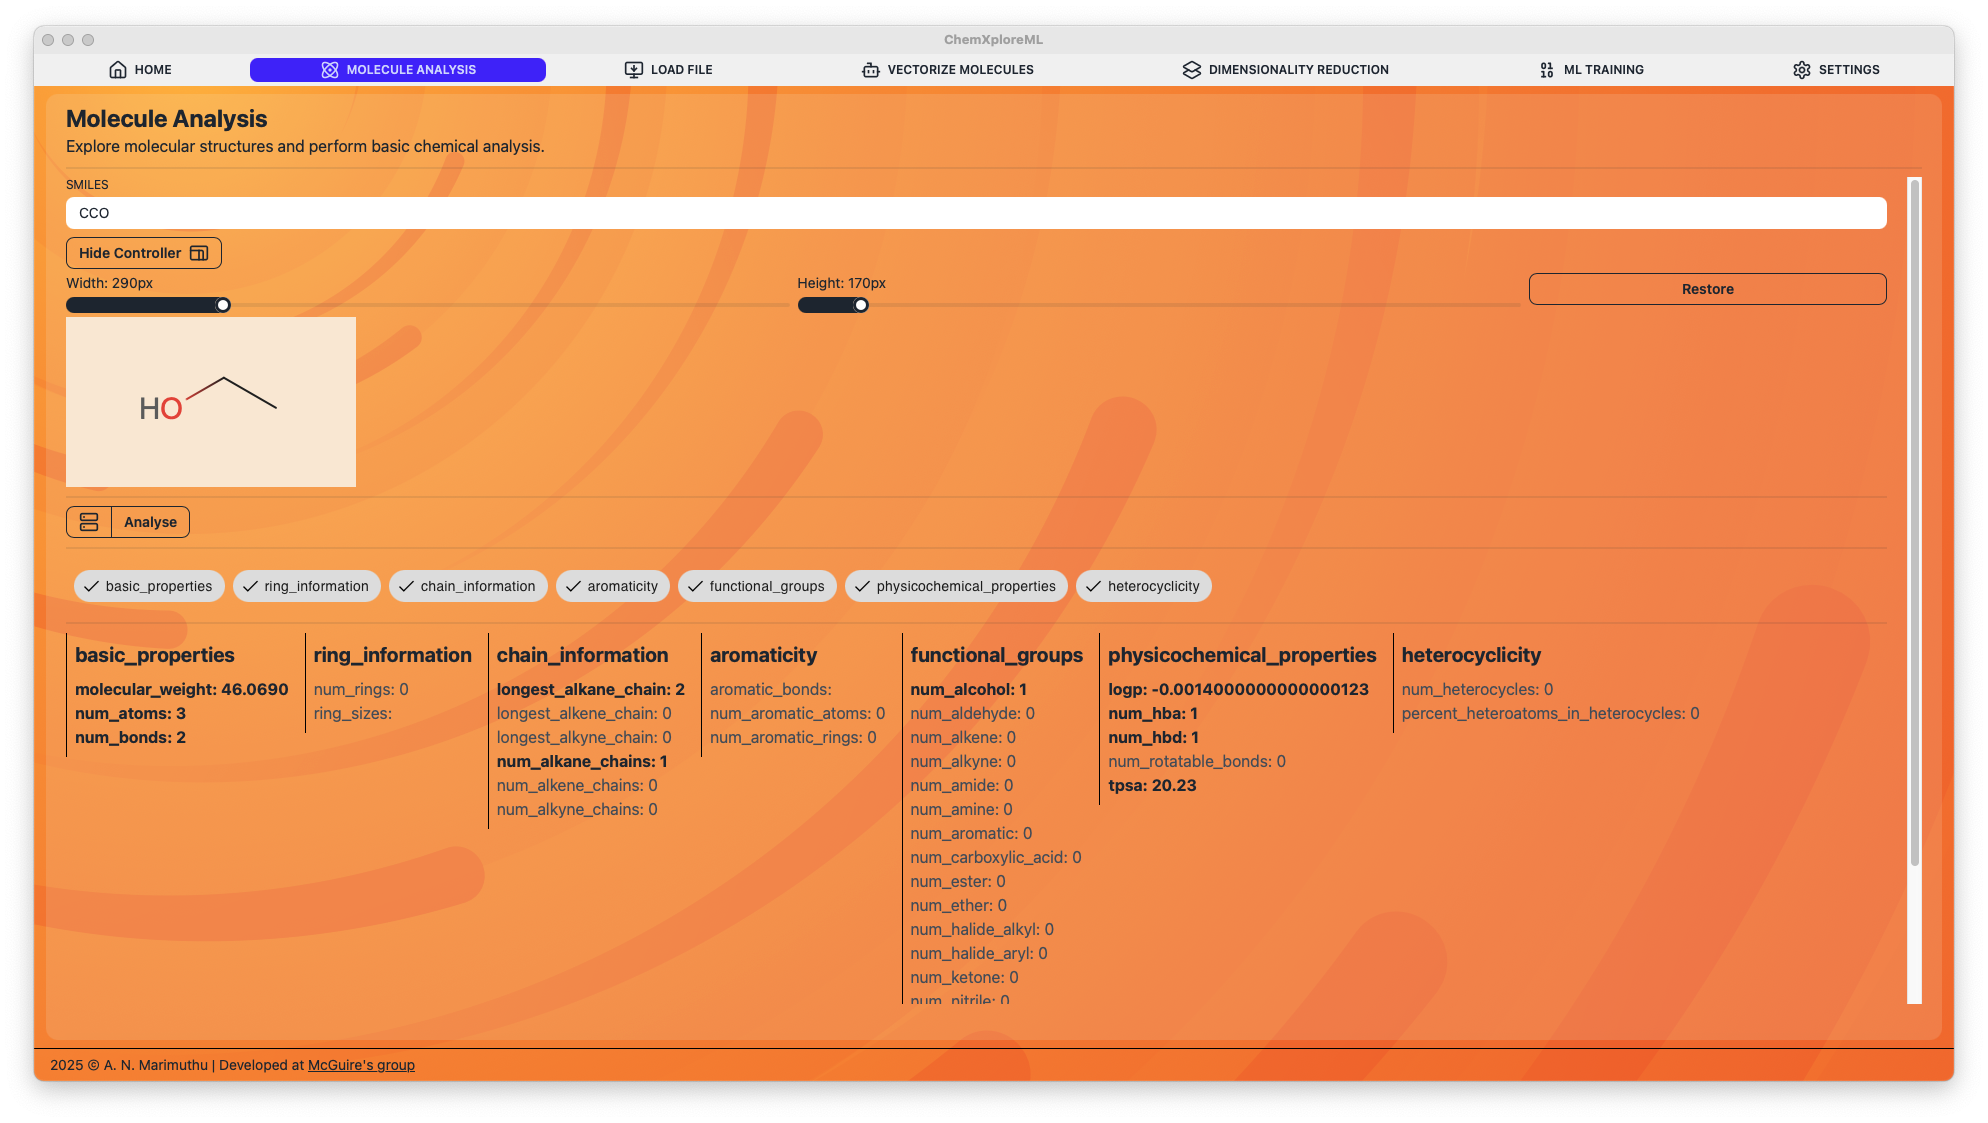 ChemXploreML
HOME
MOLECULE ANALYSIS
LOAD FILE
VECTORIZE MOLECULES
DIMENSIONALITY REDUCTION
ML TRAINING
SETTINGS
Molecule Analysis
Explore molecular structures and perform basic chemical analysis.
SMILES
CCO
Hide Controller
Width: 290px
Height: 170px
Restore
HO
Analyse
basic_properties
ring_information
chain_information
aromaticity
functional_groups
physicochemical_properties
heterocyclicity
basic_properties
molecular_weight: 46.0690
num_atoms: 3
num_bonds: 2
ring_information
num_rings: 0
ring_sizes:
chain_information
longest_alkane_chain: 2
longest_alkene_chain: 0
longest_alkyne_chain: 0
num_alkane_chains: 1
num_alkene_chains: 0
num_alkyne_chains: 0
aromaticity
aromatic_bonds:
num_aromatic_atoms: 0
num_aromatic_rings: 0
functional_groups
num_alcohol: 1
num_aldehyde: 0
num_alkene: 0
num_alkyne: 0
num_amide: 0
num_amine: 0
num_aromatic: 0
num_carboxylic_acid: 0
num_ester: 0
num_ether: 0
num_halide_alkyl: 0
num_halide_aryl: 0
num_ketone: 0
num_nitrile: 0
physicochemical_properties
logp: -0.0014000000000000123
num_hba: 1
num_hbd: 1
num_rotatable_bonds: 0
tpsa: 20.23
heterocyclicity
num_heterocycles: 0
percent_heteroatoms_in_heterocycles: 0
2025 © A. N. Marimuthu | Developed at McGuire's group